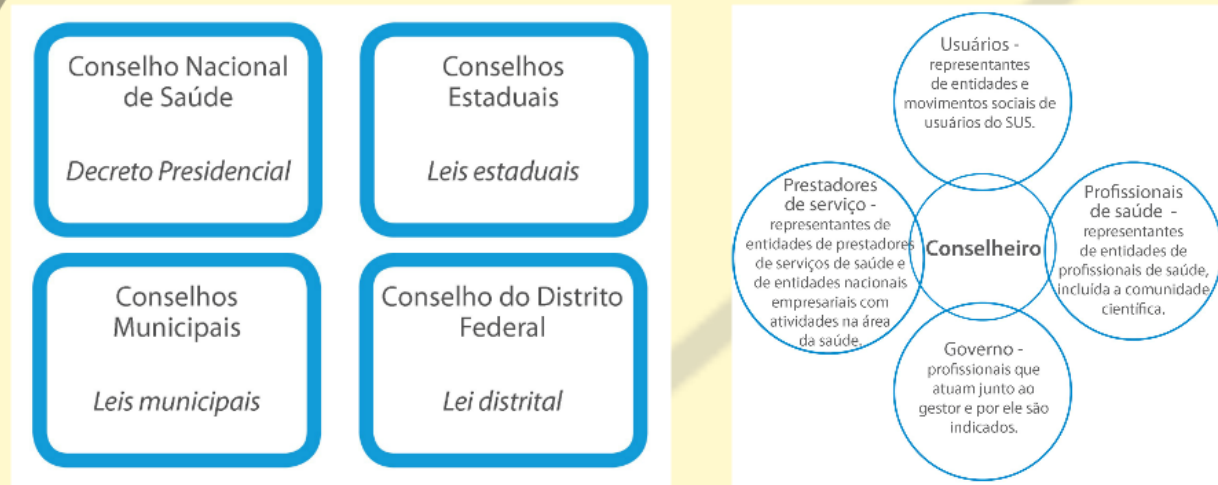 Conselho Nacional
de Saúde
Decreto Presidencial
Conselhos
Estaduais
Leis estaduais
Conselhos
Municipais
Leis municipais
Conselho do Distrito
Federal
Lei distrital
Usuários -
representantes
de entidades e
movimentos sociais de
usuários do SUS.
Prestadores
de serviço -
representantes de
entidades de prestadores
de serviços de saúde e
de entidades nacionais
empresariais com
atividades na área
da saúde.
Conselheiro
Profissionais
de saúde -
representantes
de entidades de
profissionais de saúde,
incluída a comunidade
científica.
Governo -
profissionais que
atuam junto ao
gestor e por ele são
indicados.